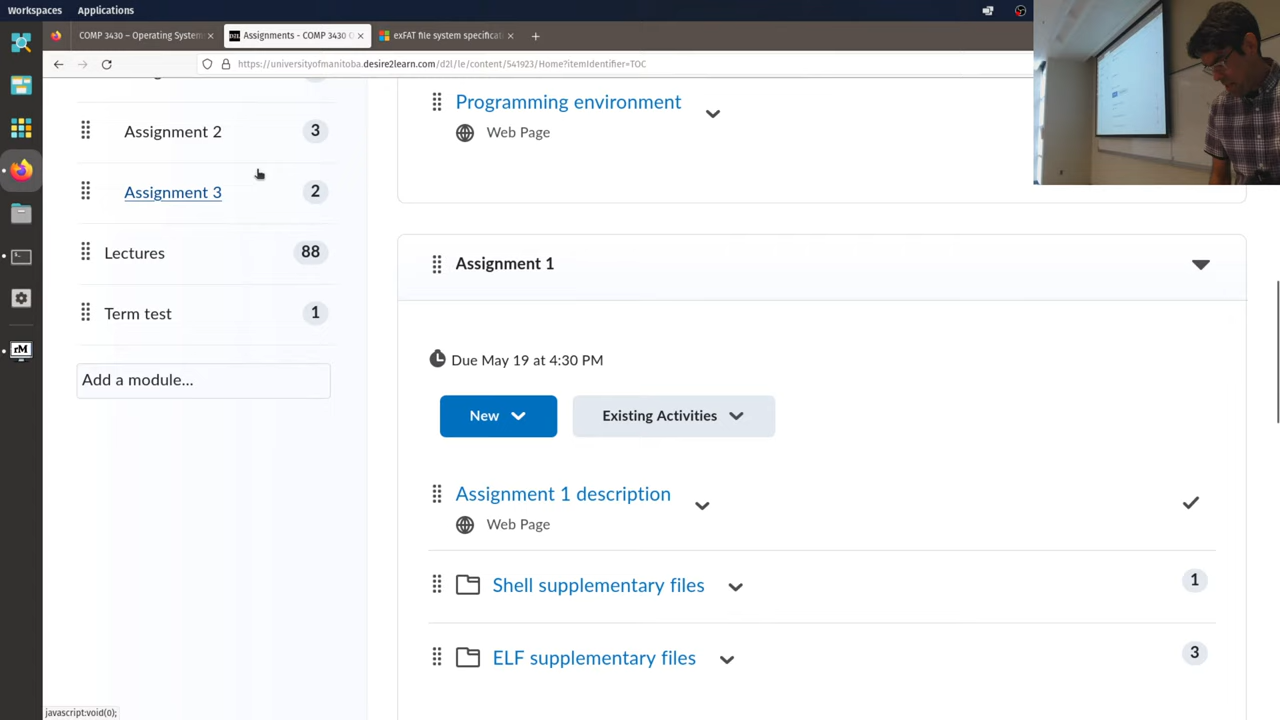 Workspaces
Applications
COMP 3430 – Operating System
Assignments - COMP 3430 O
exFAT file system specificat
https://universityofmanitoba.desire2learn.com/d2l/le/content/541923/Home?itemIdentifier=TOC
Assignment 2
3
Assignment 3
2
Lectures
88
Term test
1
Add a module...
Programming environment
Web Page
Assignment 1
Due May 19 at 4:30 PM
New
Existing Activities
Assignment 1 description
Web Page
Shell supplementary files
1
ELF supplementary files
3
javascript:void(0);
rM